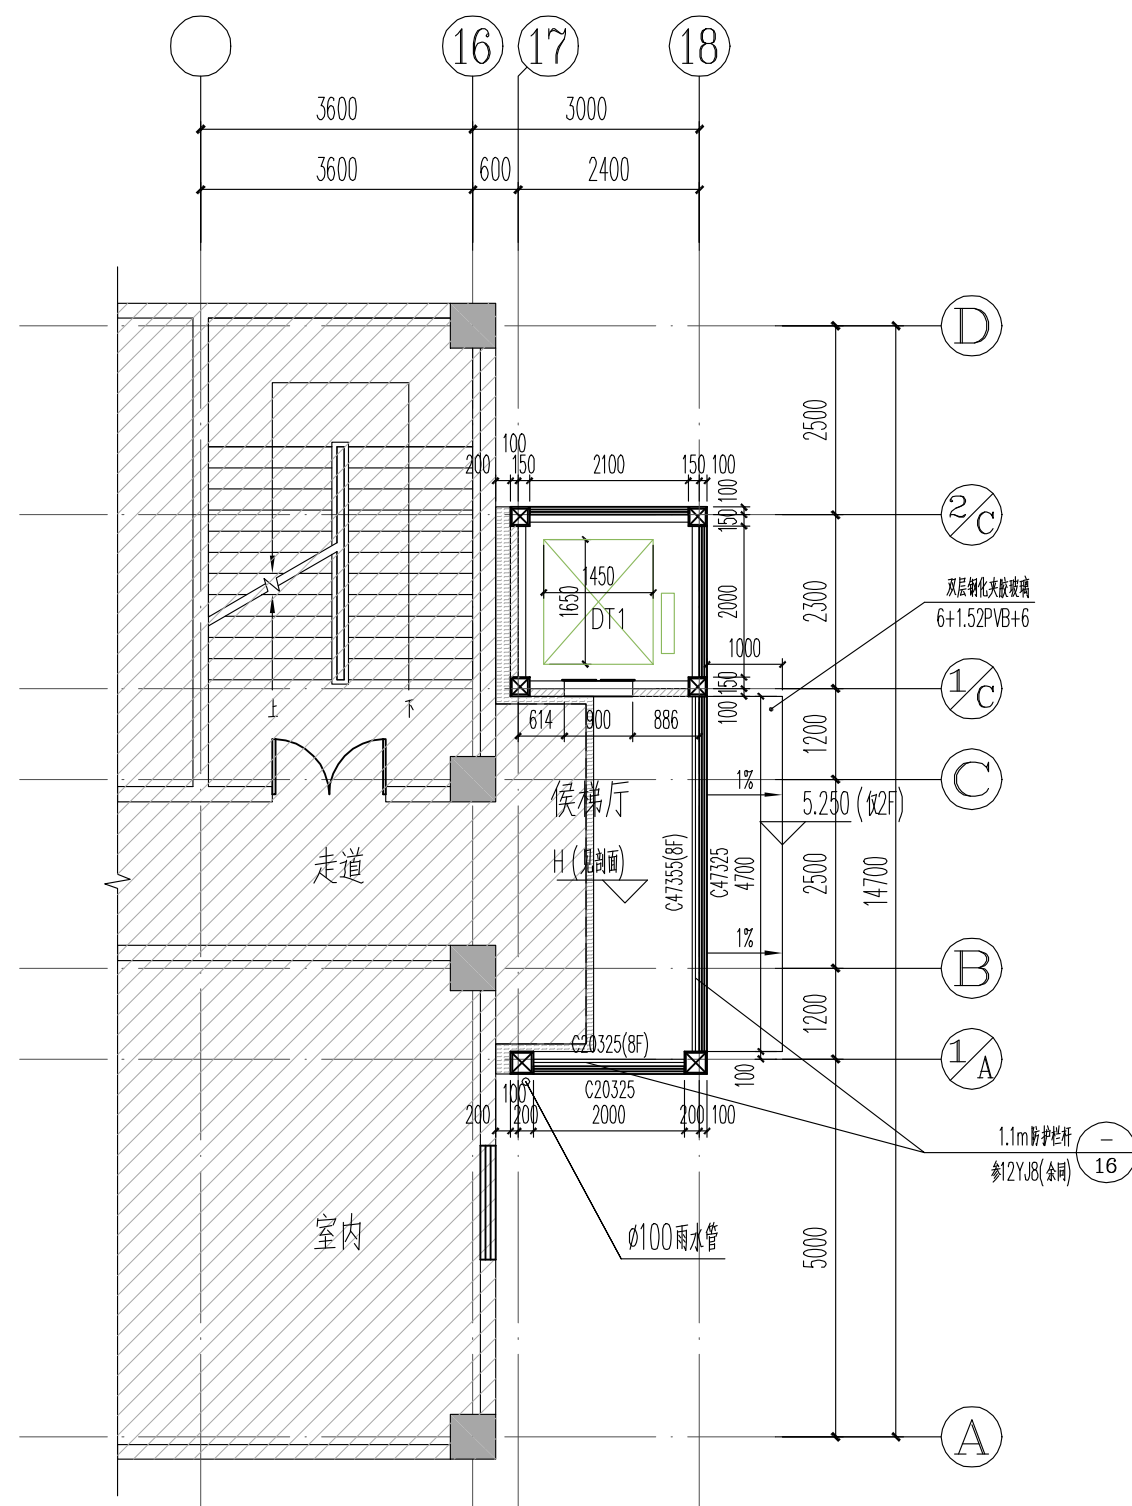 16
17
18
3600
3000
3600
600
2400
D
2500
100
200
150
2100
150
100
100
150
2
C
双层钢化夹胶玻璃
6+1.52PVB+6
1450
1650
DT1
2000
2300
1000
1
C
150
100
614
900
886
上
下
1200
C
1%
侯梯厅
5.250 (仅2F)
走道
H (见剖面)
C47355(8F)
C47325
4700
2500
14700
1%
B
1200
C20325(8F)
1
A
100
C20325
100
200
200
2000
200
100
1.1m防护栏杆
参12YJ8(余同)
—
16
室内
ø100雨水管
5000
A